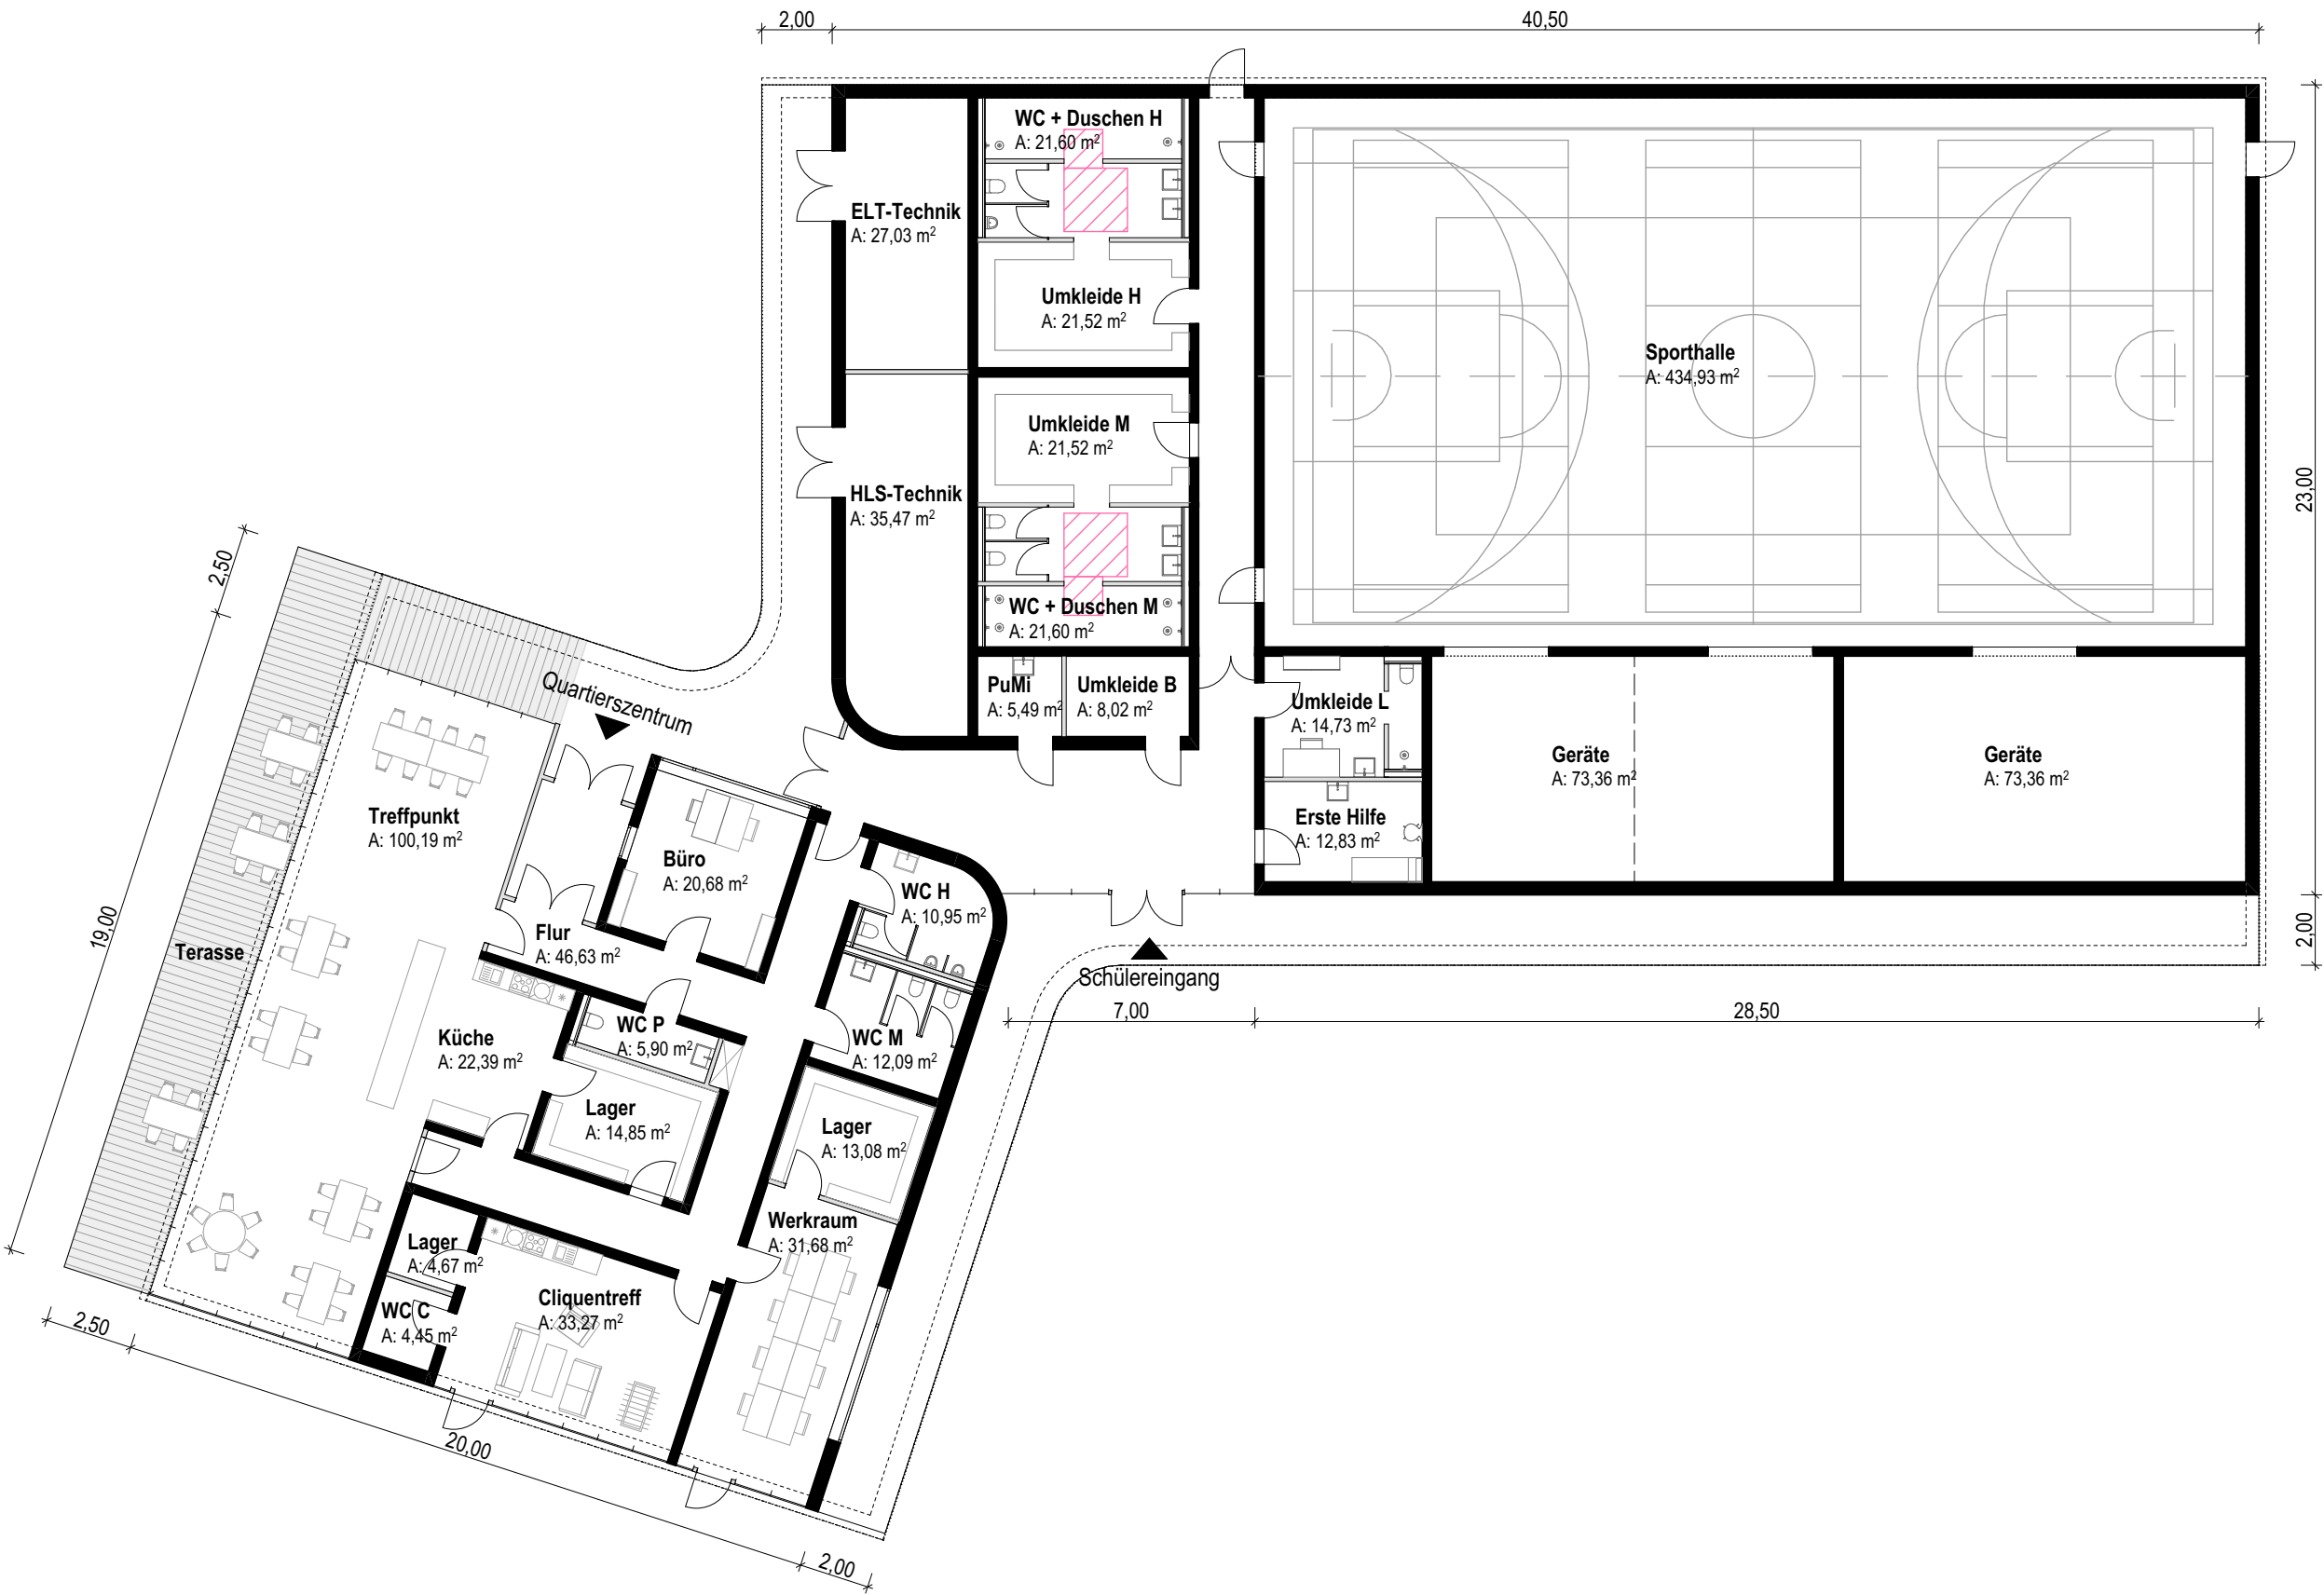 2,00
40,50
WC + Duschen H
A: 21,60 m²
ELT-Technik
A: 27,03 m²
Umkleide H
A: 21,52 m²
Sporthalle
A: 434,93 m²
Umkleide M
A: 21,52 m²
HLS-Technik
A: 35,47 m²
23,00
2,50
WC + Duschen M
A: 21,60 m²
Quartierszentrum
PuMi
A: 5,49 m²
Umkleide B
A: 8,02 m²
Umkleide L
A: 14,73 m²
Geräte
A: 73,36 m²
Geräte
A: 73,36 m²
Treffpunkt
A: 100,19 m²
Erste Hilfe
A: 12,83 m²
Büro
A: 20,68 m²
WC H
A: 10,95 m²
19,00
Terasse
Flur
A: 46,63 m²
2,00
Schülereingang
7,00
28,50
WC P
A: 5,90 m²
Küche
A: 22,39 m²
WC M
A: 12,09 m²
Lager
A: 14,85 m²
Lager
A: 13,08 m²
Werkraum
A: 31,68 m²
Lager
A: 4,67 m²
Cliquentreff
A: 33,27 m²
WC C
A: 4,45 m²
2,50
20,00
2,00